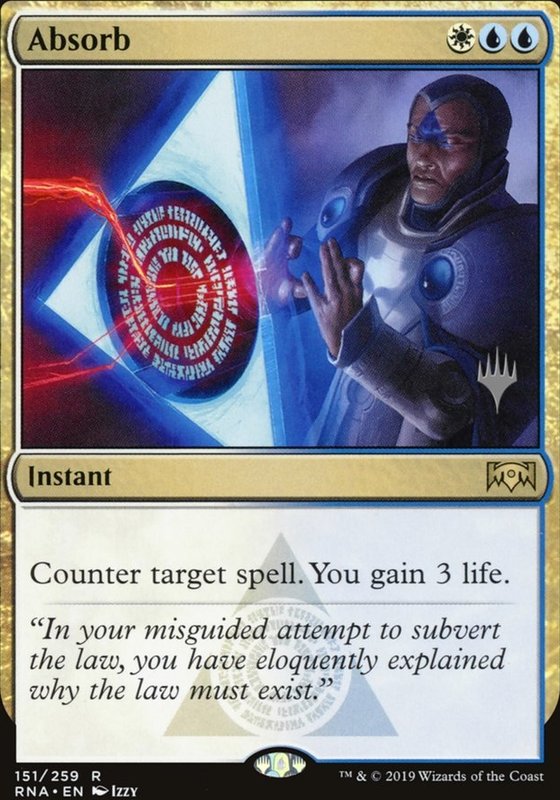 Absorb
Instant
Counter target spell. You gain 3 life.
“In your misguided attempt to subvert
the law, you have eloquently explained
why the law must exist.”
151/259 R
RNA • EN Izzy
™ & © 2019 Wizards of the Coast